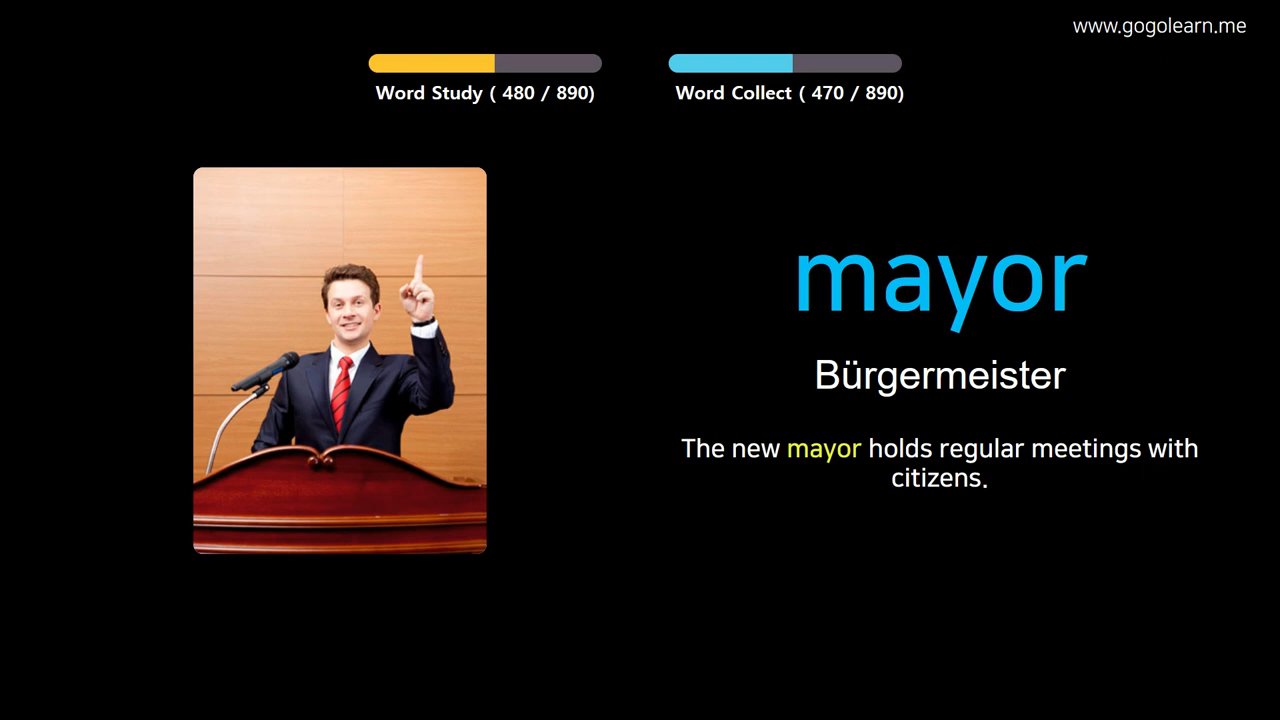 www.gogolearn.me
Word Study ( 480 / 890)
Word Collect ( 470 / 890)
mayor
Bürgermeister
The new mayor holds regular meetings with
citizens.